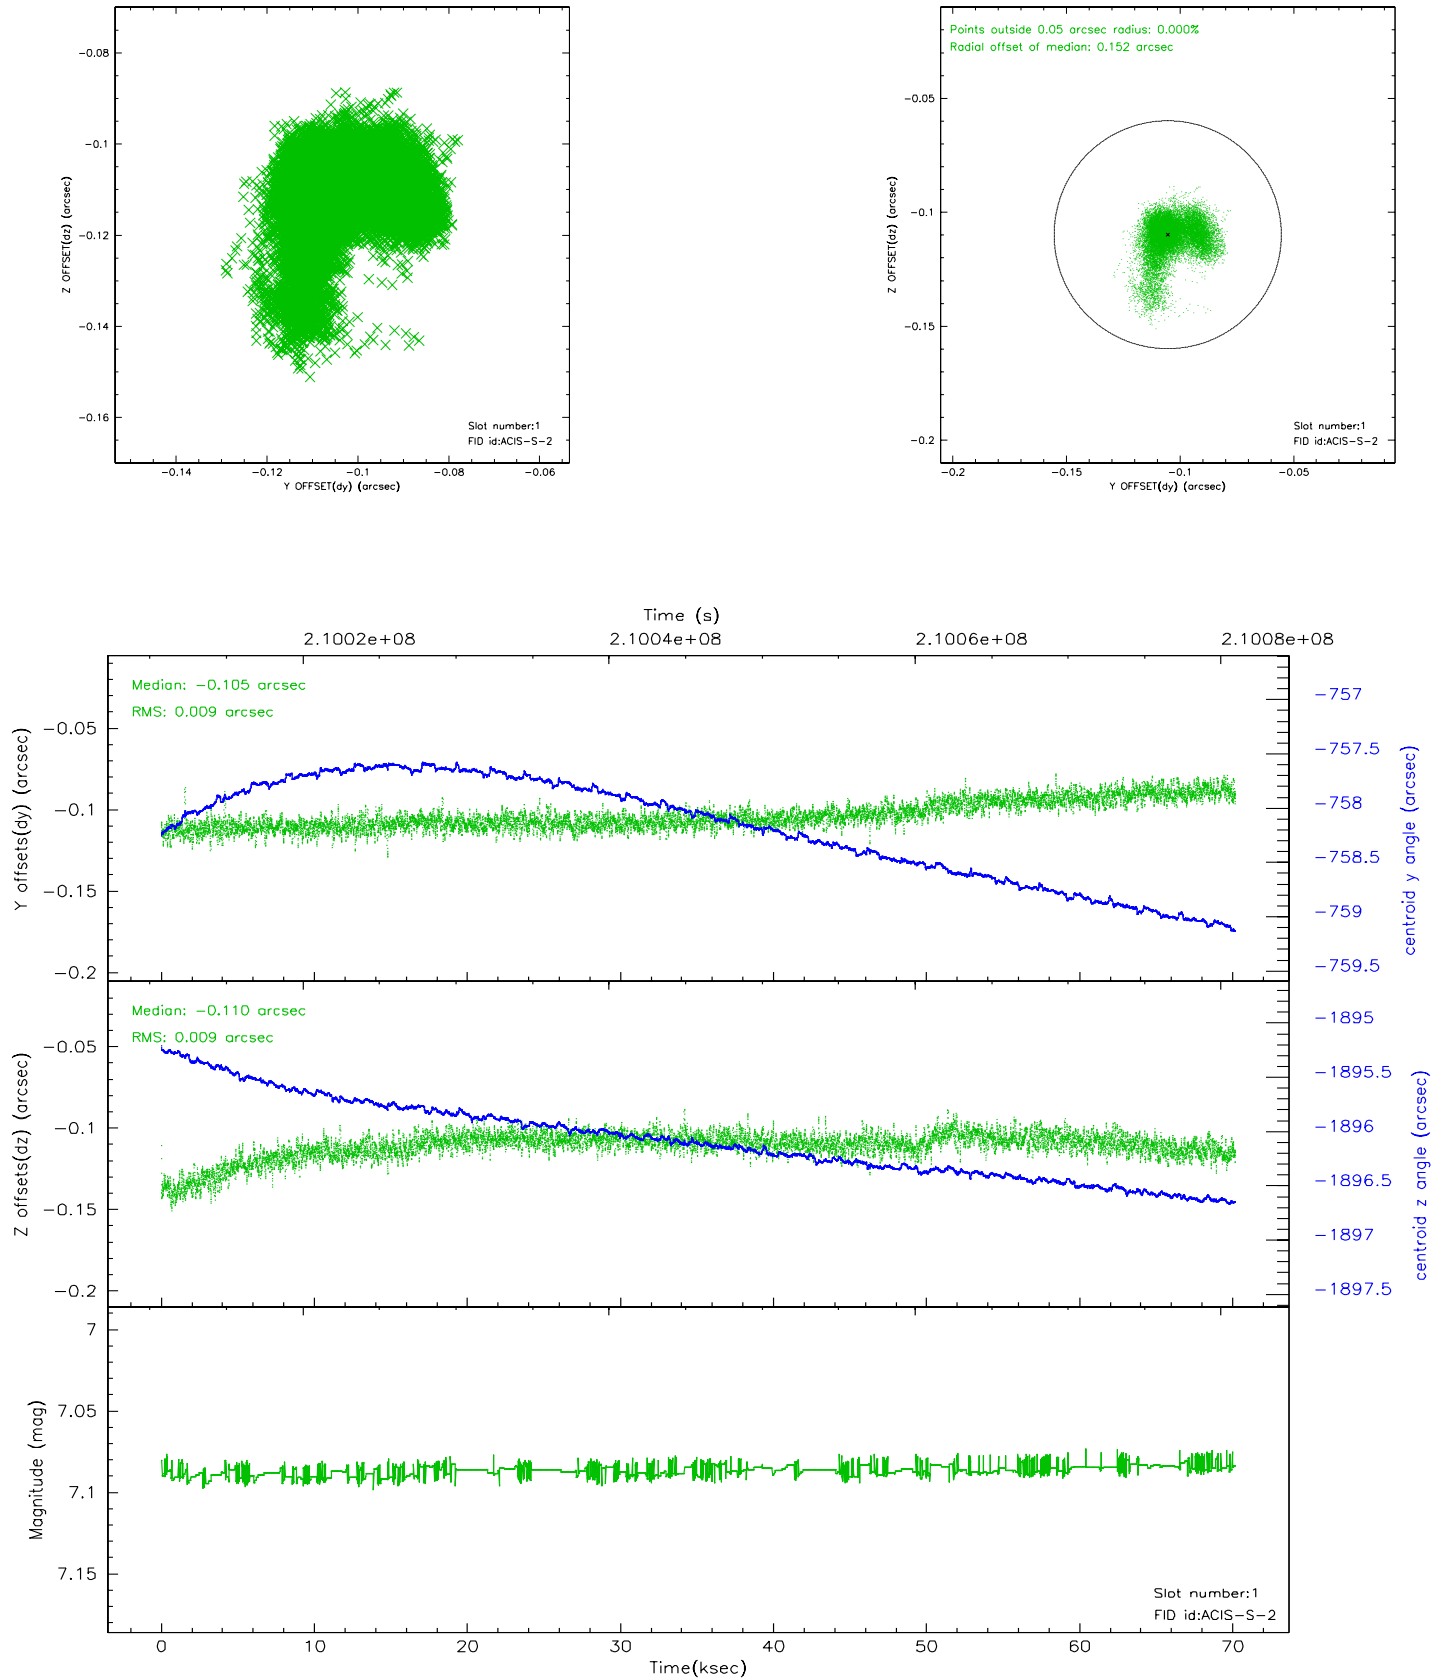 -0.08
-0.1
-0.12
-0.14
-0.16
Z OFFSET(dz) (arcsec)
Slot number:1
FID id:ACIS-S-2
-0.14 -0.12 -0.1 -0.08 -0.06
Y OFFSET(dy) (arcsec)
Points outside 0.05 arcsec radius: 0.000%
Radial offset of median: 0.152 arcsec
-0.05
-0.1
-0.15
-0.2
Z OFFSET(dz) (arcsec)
Slot number:1
FID id:ACIS-S-2
-0.2 -0.15 -0.1 -0.05
Y OFFSET(dy) (arcsec)
Time (s)
2.1002e+08 2.1004e+08 2.1006e+08 2.1008e+08
Median: -0.105 arcsec
RMS: 0.009 arcsec
-0.05
-0.1
-0.15
-0.2
Y offsets(dy) (arcsec)
-757
-757.5
-758
-758.5
-759
-759.5
centroid y angle (arcsec)
Median: -0.110 arcsec
RMS: 0.009 arcsec
-0.05
-0.1
-0.15
-0.2
Z offsets(dz) (arcsec)
-1895
-1895.5
-1896
-1896.5
-1897
-1897.5
centroid z angle (arcsec)
7
7.05
7.1
7.15
Magnitude (mag)
Slot number:1
FID id:ACIS-S-2
0 10 20 30 40 50 60 70
Time(ksec)